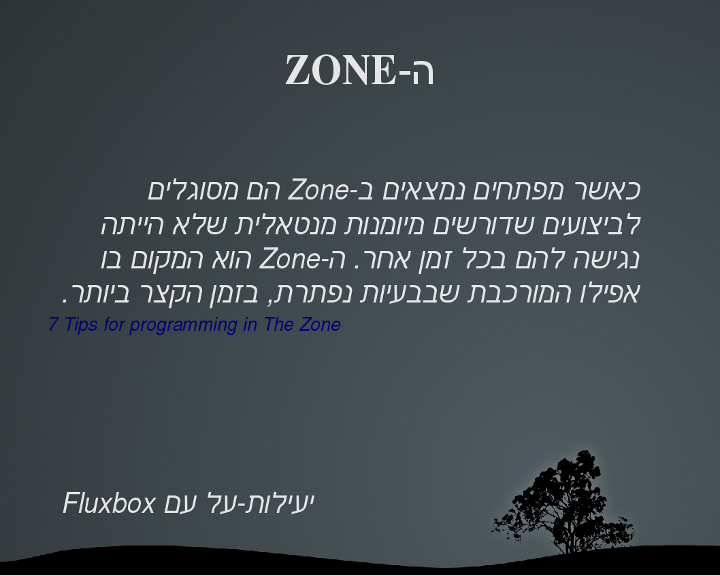 ה-ZONE
כאשר מפתחים נמצאים ב-Zone הם מסוגלים
לביצועים שדורשים מיומנות מנטאלית שלא הייתה
נגישה להם בכל זמן אחר. ה-Zone הוא המקום בו
אפילו המורכבת שבבעיות נפתרת, בזמן הקצר ביותר.
7 Tips for programming in The Zone
יעילות-על עם Fluxbox